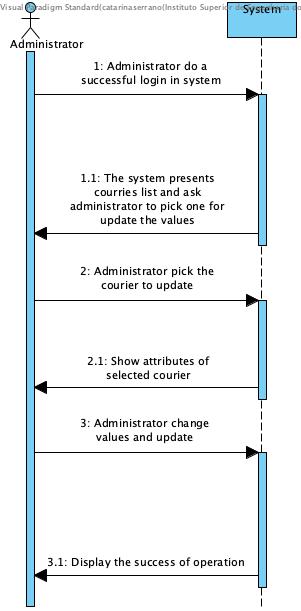 Visual Paradigm Standard(catarinaserrano(Instituto Superior de
System
Administrator
1: Administrator do a
successful login in system
1.1: The system presents
courries list and ask
administrator to pick one for
update the values
2: Administrator pick the
courier to update
2.1: Show attributes of
selected courier
3: Administrator change
values and update
3.1: Display the success of operation